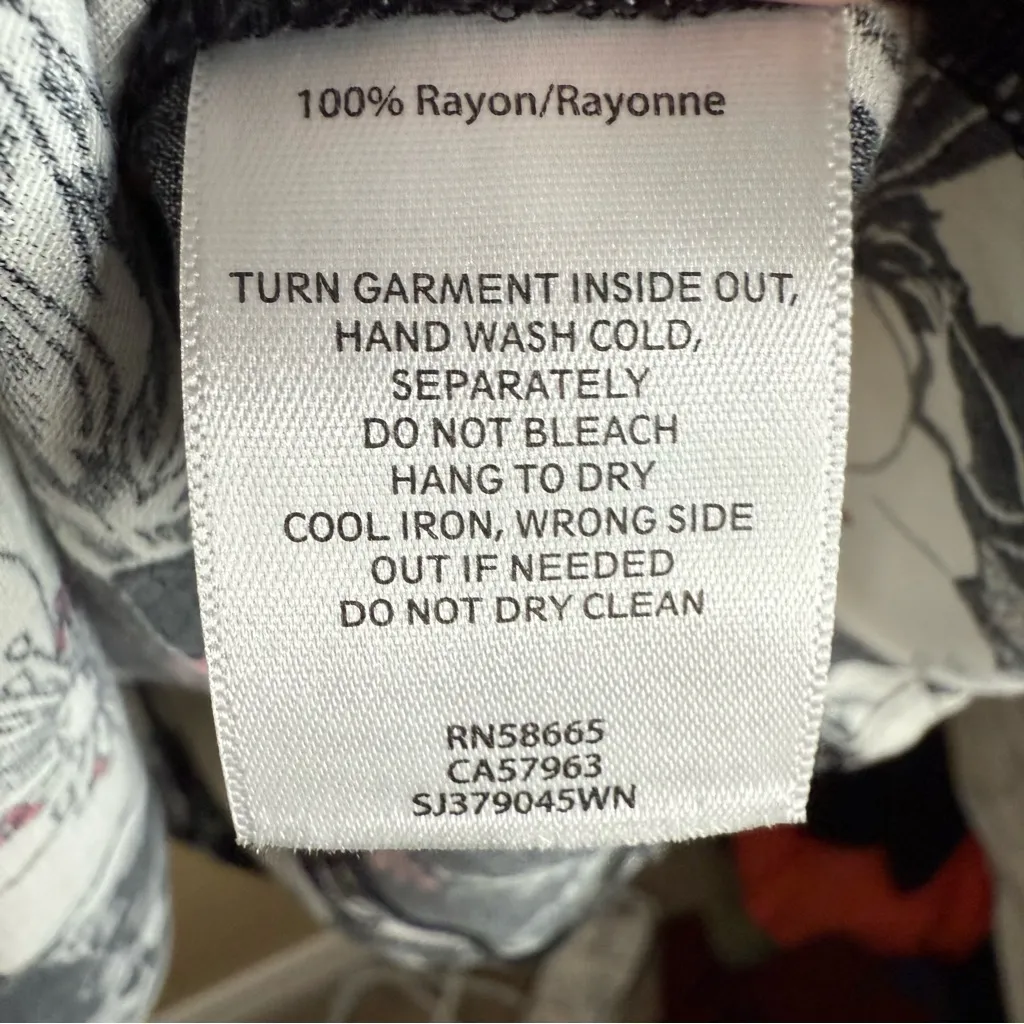 100% Rayon/Rayonne
TURN GARMENT INSIDE OUT,
HAND WASH COLD,
SEPARATELY
DO NOT BLEACH
HANG TO DRY
COOL IRON, WRONG SIDE
OUT IF NEEDED
DO NOT DRY CLEAN
RN58665
CA57963
SJ379045WN